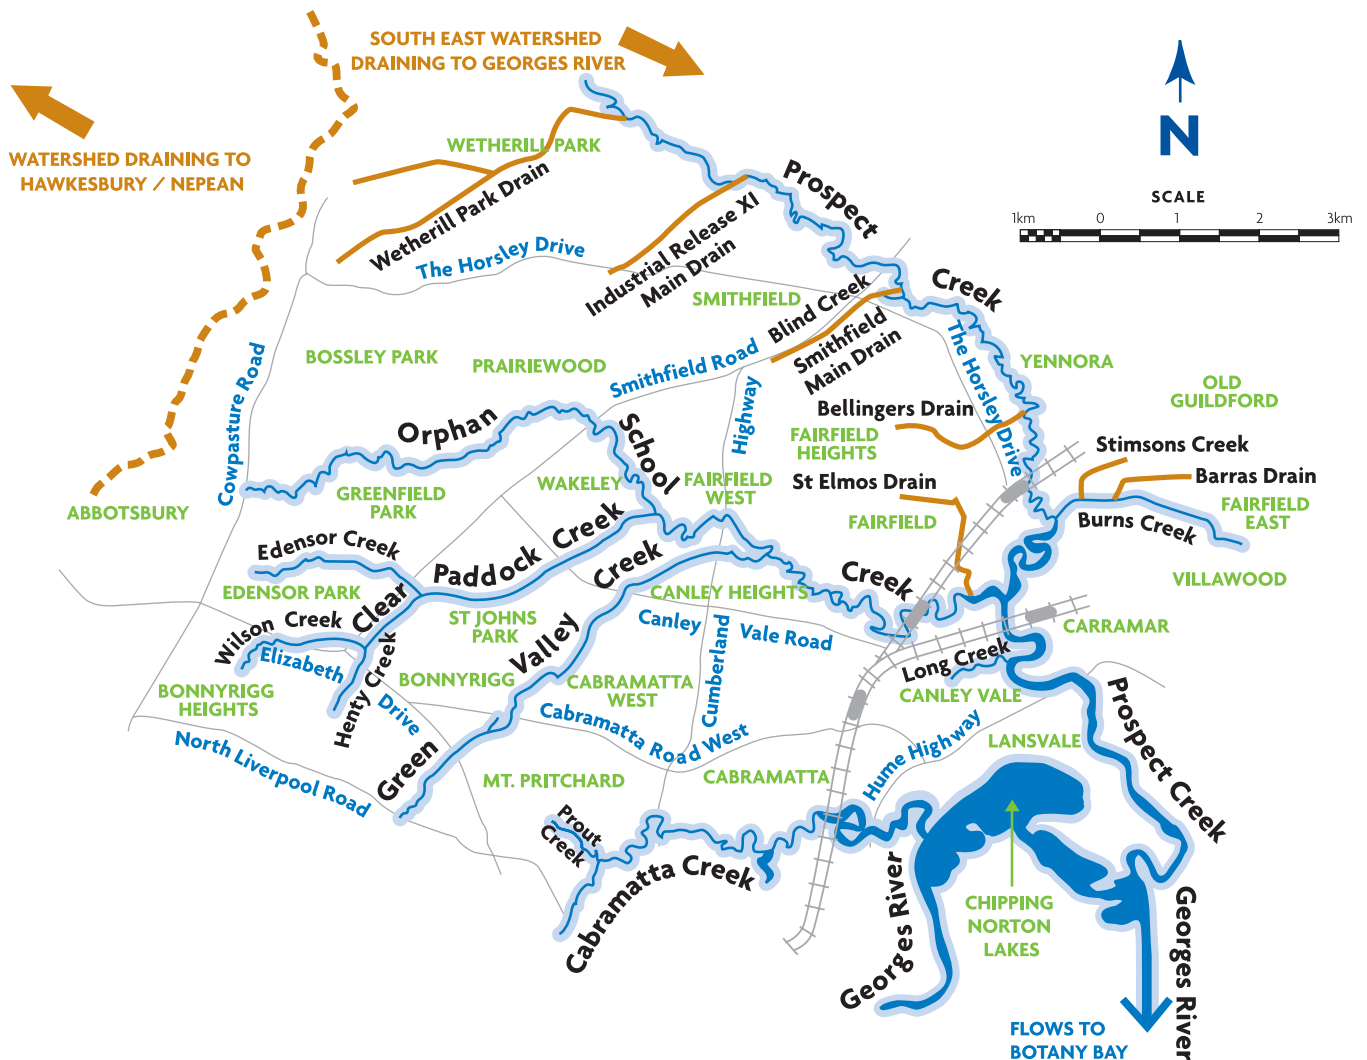 SOUTH EAST WATERSHED
DRAINING TO GEORGES RIVER
WATERSHED DRAINING TO
HAWKESBURY / NEPEAN
N
SCALE
1km 0 1 2 3km
WETHERILL PARK
Wetherill Park Drain
Prospect
Creek
The Horsley Drive
Industrial Release XI
Main Drain
SMITHFIELD
Blind Creek
Smithfield
Main Drain
Smithfield Road
The Horsley Drive
BOSSLEY PARK
PRAIRIEWOOD
YENNORA
OLD
GUILDFORD
Cowpasture Road
Orphan
School
Creek
Highway
Bellingers Drain
FAIRFIELD
HEIGHTS
Stimsons Creek
Barras Drain
St Elmos Drain
FAIRFIELD
WEST
WAKELEY
GREENFIELD
PARK
ABBOTSBURY
FAIRFIELD
FAIRFIELD
EAST
Burns Creek
Edensor Creek
EDENSOR PARK
Clear
Paddock
Creek
VILLAWOOD
CANLEY HEIGHTS
ST JOHNS
PARK
Green
Valley
Creek
Wilson Creek
Elizabeth
Drive
Henty Creek
Canley Vale Road
Cumberland
CARRAMAR
Long Creek
CANLEY VALE
BONNYRIGG
BONNYRIGG
HEIGHTS
CABRAMATTA
WEST
Cabramatta Road West
North Liverpool Road
Hume Highway
LANSVALE
Prospect Creek
MT. PRITCHARD
CABRAMATTA
Prout
Creek
Cabramatta Creek
Georges River
CHIPPING
NORTON
LAKES
Georges River
FLOWS TO
BOTANY BAY